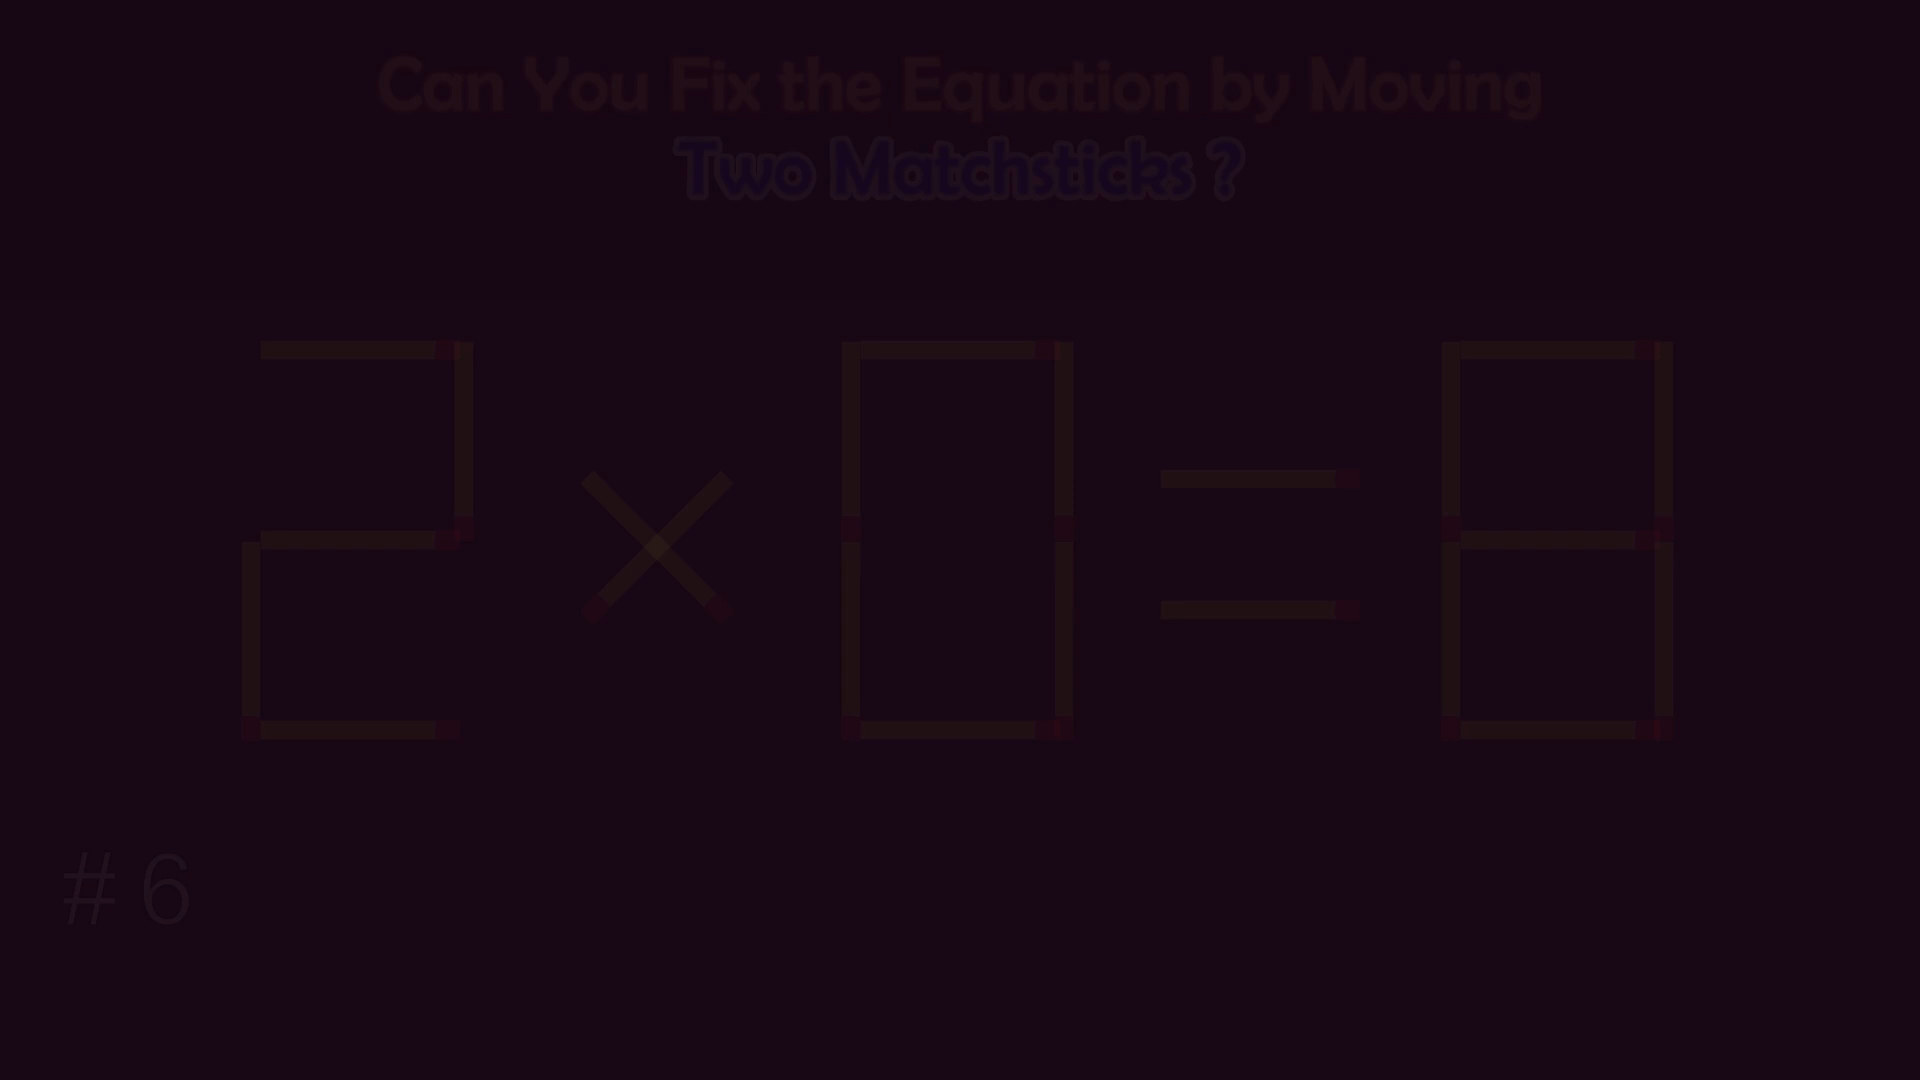 Can You Fix the Equation by Moving
Two Matchsticks ?
2 × 0 = 8
# 6